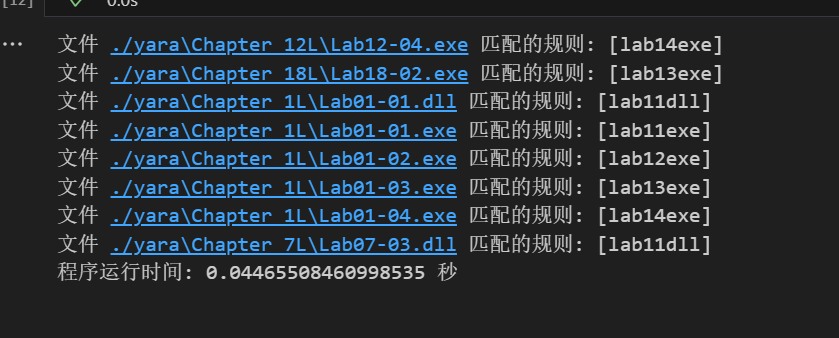 [12]
0.0s
文件 ./yara\Chapter_12L\Lab12-04.exe 匹配的规则: [lab14exe]
文件 ./yara\Chapter_18L\Lab18-02.exe 匹配的规则: [lab13exe]
文件 ./yara\Chapter_1L\Lab01-01.dll 匹配的规则: [lab11dll]
文件 ./yara\Chapter_1L\Lab01-01.exe 匹配的规则: [lab11exe]
文件 ./yara\Chapter_1L\Lab01-02.exe 匹配的规则: [lab12exe]
文件 ./yara\Chapter_1L\Lab01-03.exe 匹配的规则: [lab13exe]
文件 ./yara\Chapter_1L\Lab01-04.exe 匹配的规则: [lab14exe]
文件 ./yara\Chapter_7L\Lab07-03.dll 匹配的规则: [lab11dll]
程序运行时间: 0.04465508460998535 秒